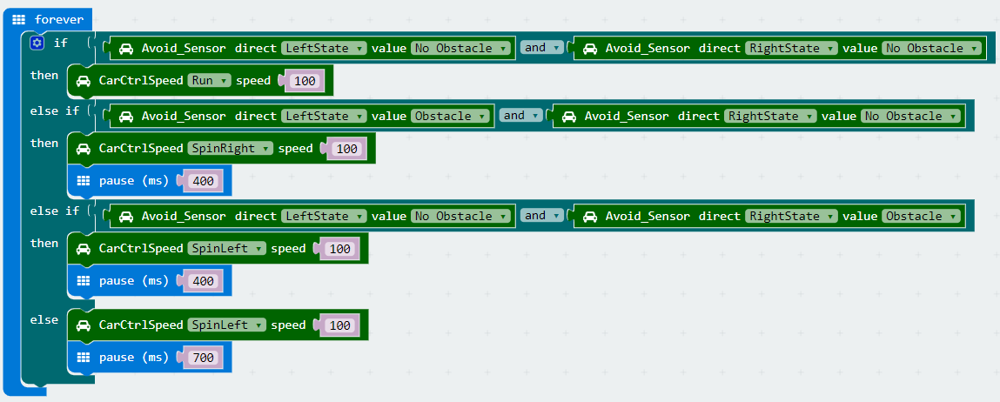 forever
if Avoid_Sensor direct LeftState value No Obstacle and Avoid_Sensor direct RightState value No Obstacle
then CarCtrlSpeed Run speed 100
else if Avoid_Sensor direct LeftState value Obstacle and Avoid_Sensor direct RightState value No Obstacle
then CarCtrlSpeed SpinRight speed 100
pause (ms) 400
else if Avoid_Sensor direct LeftState value No Obstacle and Avoid_Sensor direct RightState value Obstacle
then CarCtrlSpeed SpinLeft speed 100
pause (ms) 400
else CarCtrlSpeed SpinLeft speed 100
pause (ms) 700